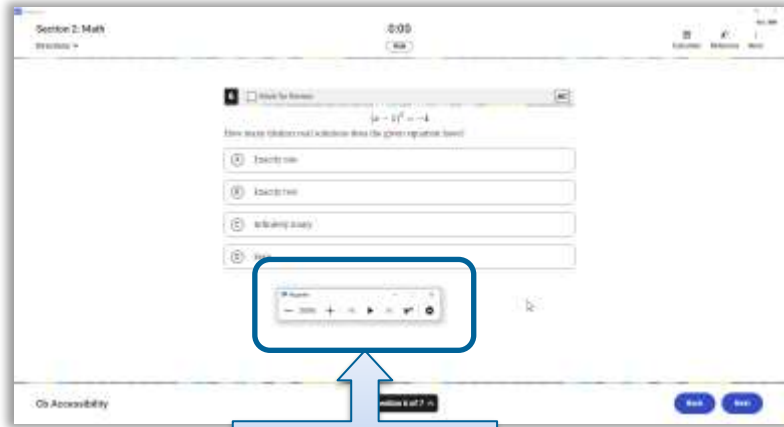 Section 2: Math
0:00
Hide
Directions
Calculator
Reference
More
6
Mark for Review
ABC
(x − 1)² = −4
How many distinct real solutions does the given equation have?
A Exactly one
B Exactly two
C Infinitely many
D Zero
Magnifier
200%
Cb Accessibility
Question 6 of 7
Back
Next